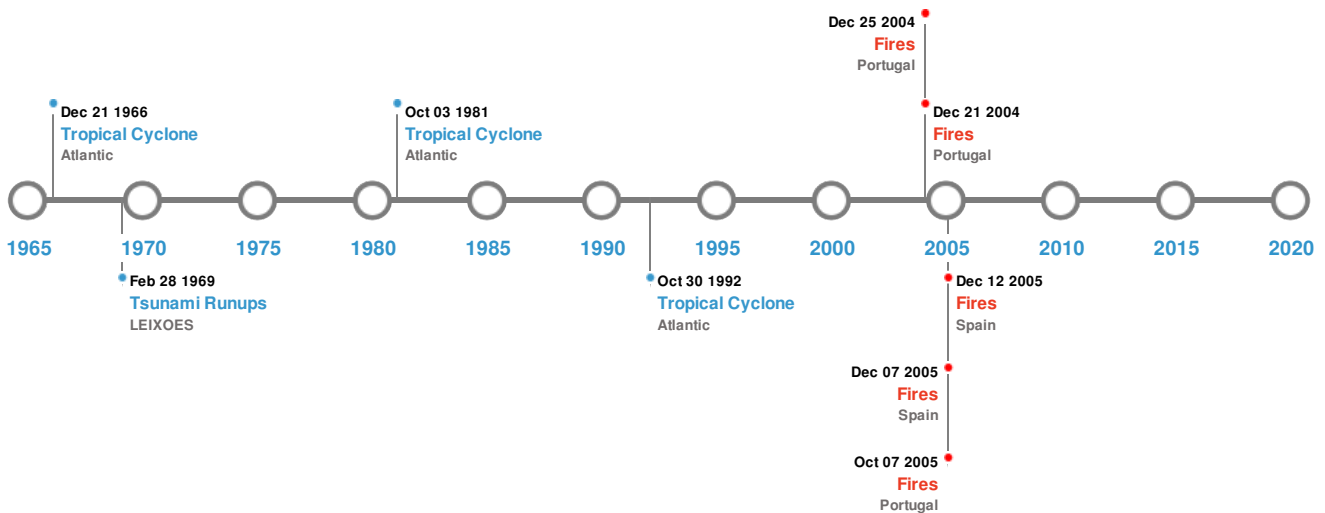 Dec 25 2004
Fires
Portugal
Dec 21 1966
Tropical Cyclone
Atlantic
Oct 03 1981
Tropical Cyclone
Atlantic
Dec 21 2004
Fires
Portugal
1965 1970 1975 1980 1985 1990 1995 2000 2005 2010 2015 2020
Feb 28 1969
Tsunami Runups
LEIXOES
Oct 30 1992
Tropical Cyclone
Atlantic
Dec 12 2005
Fires
Spain
Dec 07 2005
Fires
Spain
Oct 07 2005
Fires
Portugal